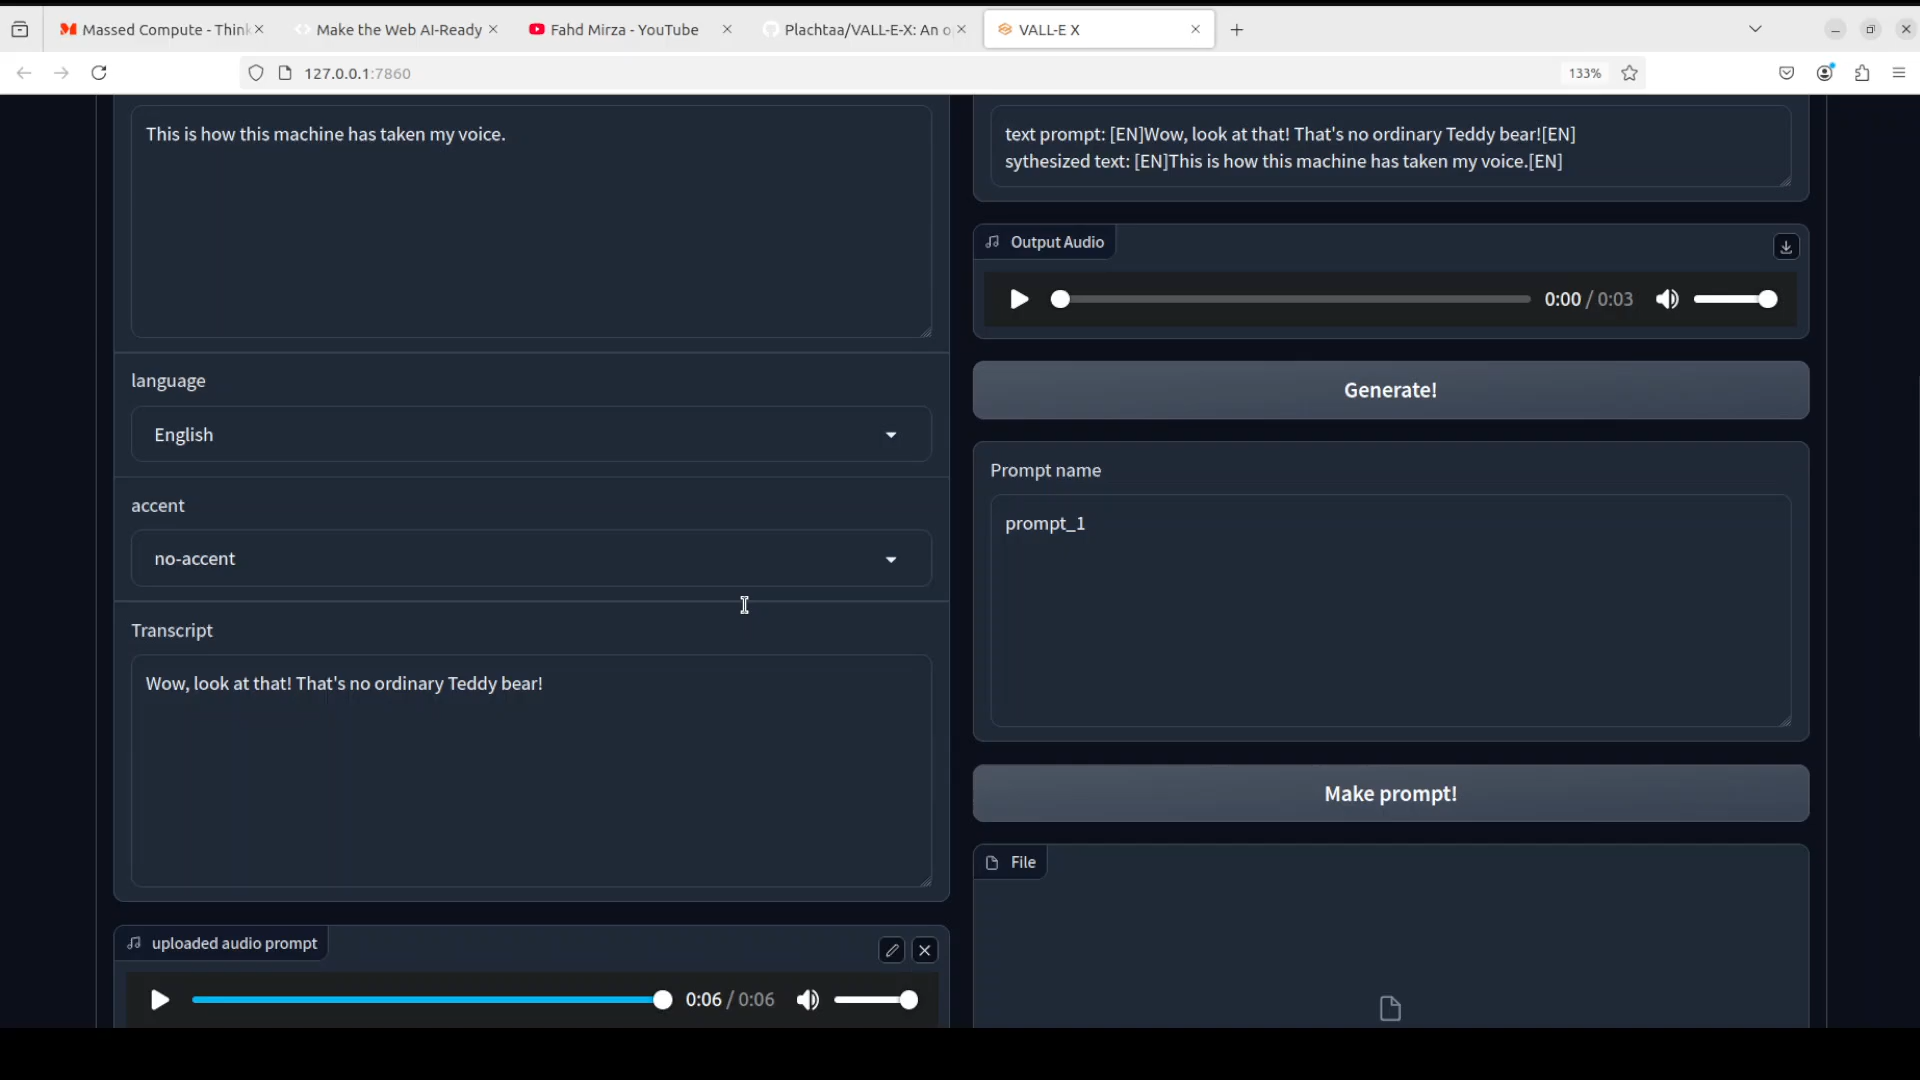 Massed Compute - Think
Make the Web AI-Ready
Fahd Mirza - YouTube
Plachtaa/VALL-E-X: An o
VALL-E X
127.0.0.1:7860
133%
This is how this machine has taken my voice.
language
English
accent
no-accent
Transcript
Wow, look at that! That's no ordinary Teddy bear!
uploaded audio prompt
0:06 / 0:06
text prompt: [EN]Wow, look at that! That's no ordinary Teddy bear![EN]
sythesized text: [EN]This is how this machine has taken my voice.[EN]
Output Audio
0:00 / 0:03
Generate!
Prompt name
prompt_1
Make prompt!
File